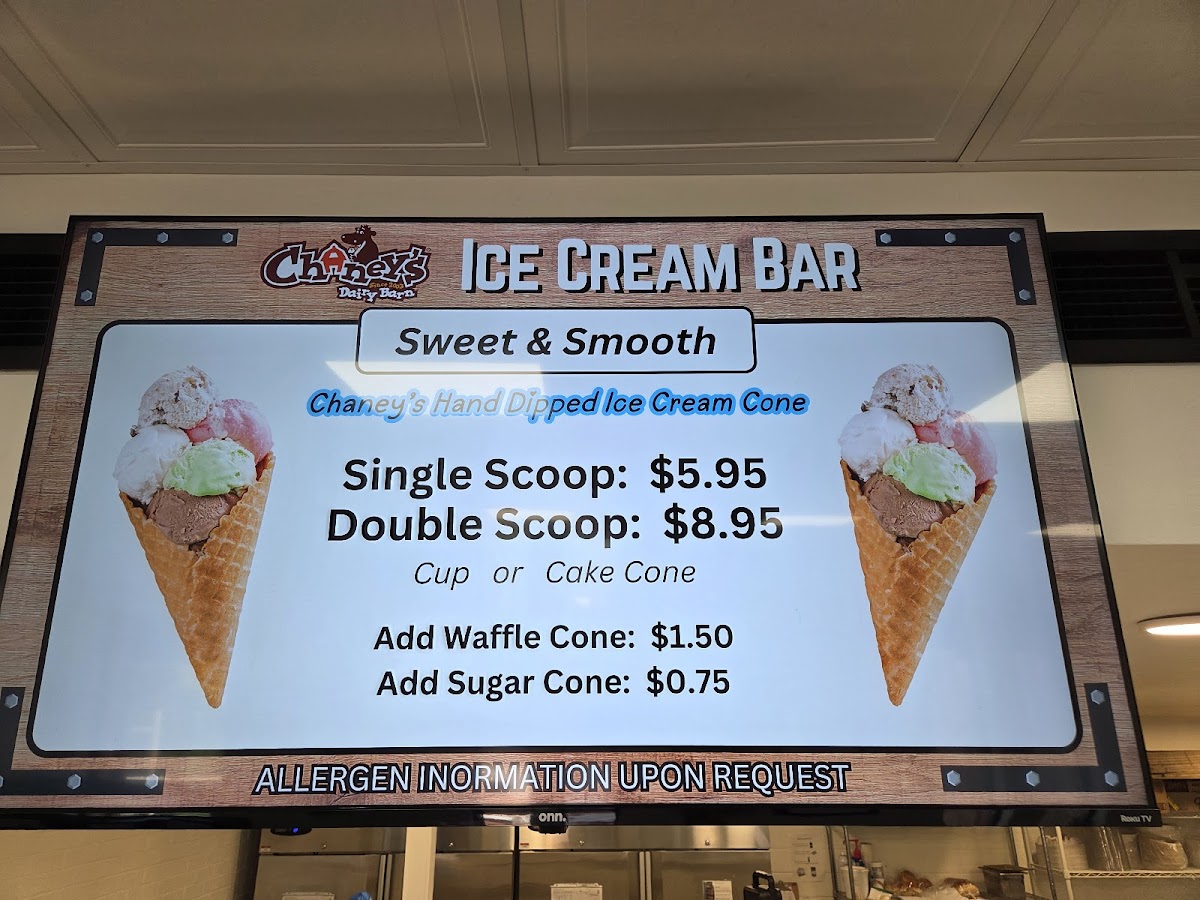 Chaney's
Since 2003
Dairy Barn
ICE CREAM BAR
Sweet & Smooth
Chaney's Hand Dipped Ice Cream Cone
Single Scoop: $5.95
Double Scoop: $8.95
Cup or Cake Cone
Add Waffle Cone: $1.50
Add Sugar Cone: $0.75
ALLERGEN INORMATION UPON REQUEST
onn.
Roku TV